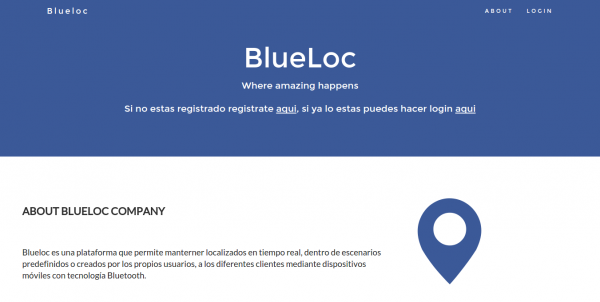 Blueloc
ABOUT LOGIN
BlueLoc
Where amazing happens
Si no estas registrado registrate aqui, si ya lo estas puedes hacer login aqui
ABOUT BLUELOC COMPANY
Blueloc es una plataforma que permite manterner localizados en tiempo real, dentro de escenarios
predefinidos o creados por los propios usuarios, a los diferentes clientes mediante dispositivos
móviles con tecnología Bluetooth.